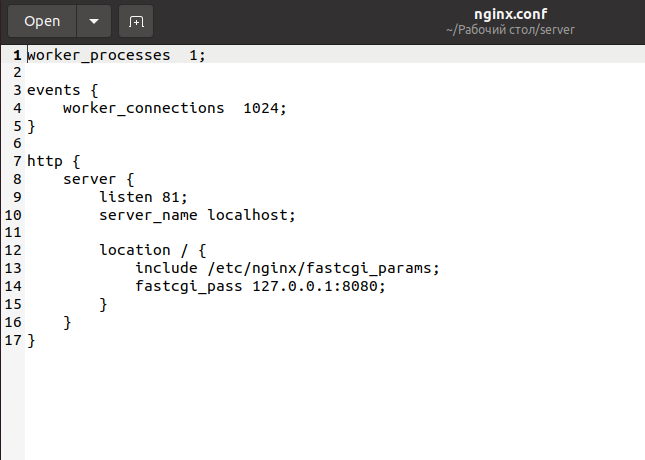 Open
nginx.conf
~/Рабочий стол/server
1 worker_processes  1;
2
3 events {
4     worker_connections  1024;
5 }
6
7 http {
8     server {
9         listen 81;
10         server_name localhost;
11
12         location / {
13             include /etc/nginx/fastcgi_params;
14             fastcgi_pass 127.0.0.1:8080;
15         }
16     }
17 }